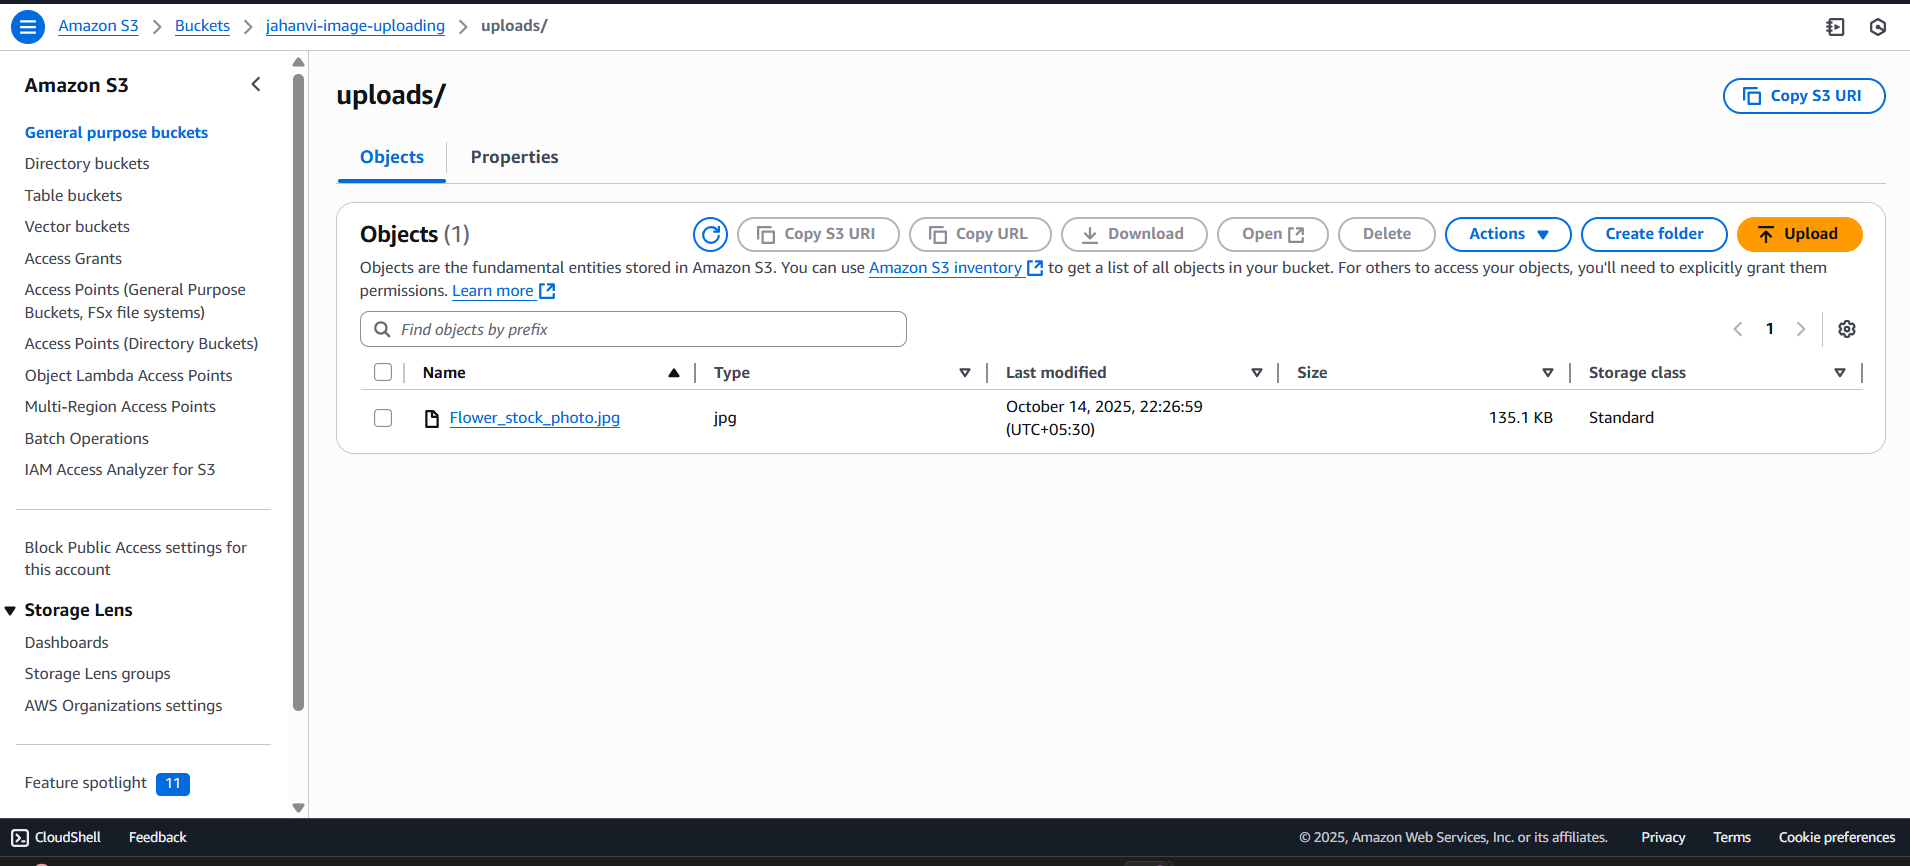 Amazon S3 > Buckets > jahanvi-image-uploading > uploads/
Amazon S3
General purpose buckets
Directory buckets
Table buckets
Vector buckets
Access Grants
Access Points (General Purpose
Buckets, FSx file systems)
Access Points (Directory Buckets)
Object Lambda Access Points
Multi-Region Access Points
Batch Operations
IAM Access Analyzer for S3
Block Public Access settings for
this account
Storage Lens
Dashboards
Storage Lens groups
AWS Organizations settings
Feature spotlight 11
uploads/
Copy S3 URI
Objects Properties
Objects (1) Copy S3 URI Copy URL Download Open Delete Actions Create folder Upload
Objects are the fundamental entities stored in Amazon S3. You can use Amazon S3 inventory to get a list of all objects in your bucket. For others to access your objects, you'll need to explicitly grant them
permissions. Learn more
Find objects by prefix
1
Name Type Last modified Size Storage class
Flower_stock_photo.jpg jpg October 14, 2025, 22:26:59 135.1 KB Standard
(UTC+05:30)
CloudShell Feedback © 2025, Amazon Web Services, Inc. or its affiliates. Privacy Terms Cookie preferences